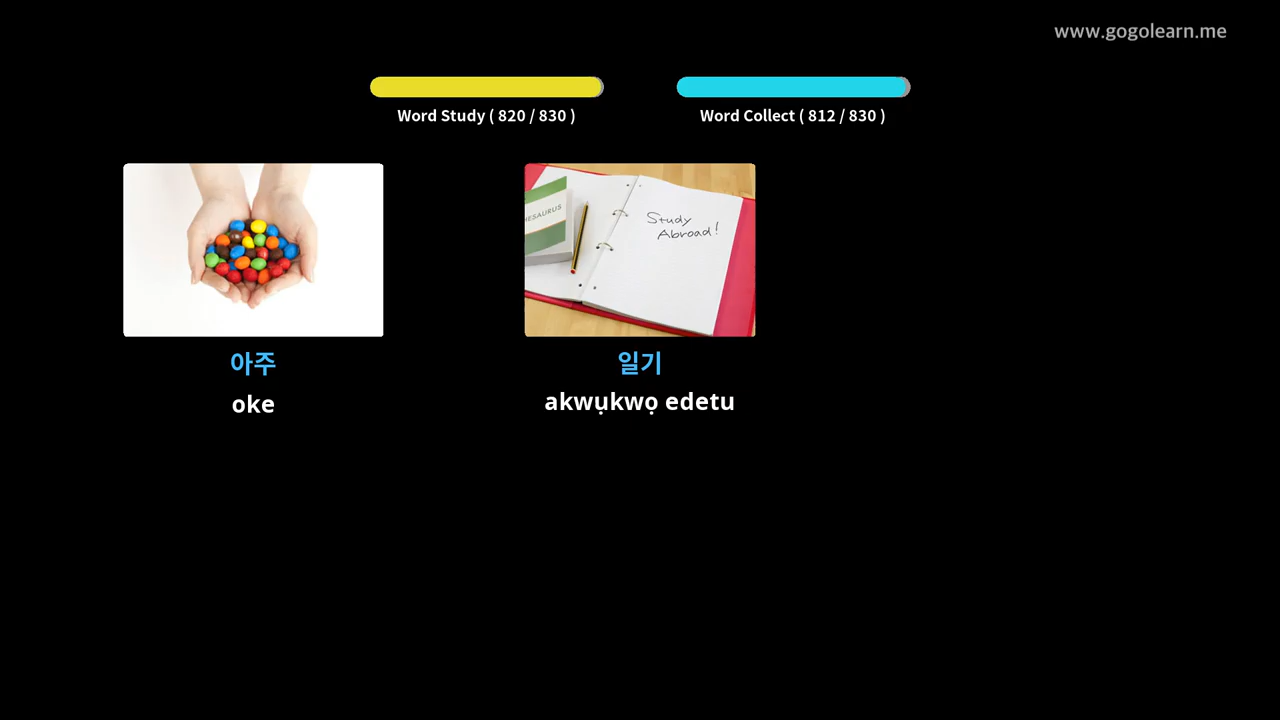 www.gogolearn.me
Word Study ( 820 / 830 )
Word Collect ( 812 / 830 )
HESAURUS
Study
Abroad!
아주
일기
oke
akwụkwọ edetu